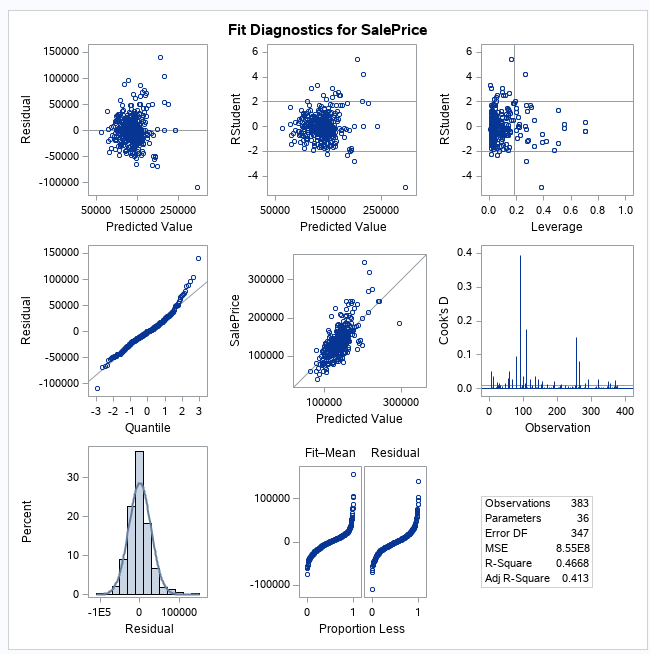 Fit Diagnostics for SalePrice
150000
100000
50000
0
-50000
-100000
Residual
50000 150000 250000
Predicted Value
6
4
2
0
-2
-4
RStudent
50000 150000 250000
Predicted Value
6
4
2
0
-2
-4
RStudent
0.0 0.2 0.4 0.6 0.8 1.0
Leverage
150000
100000
50000
0
-50000
-100000
Residual
-3 -2 -1 0 1 2 3
Quantile
300000
200000
100000
SalePrice
100000 300000
Predicted Value
0.4
0.3
0.2
0.1
0.0
Cook's D
0 100 200 300 400
Observation
30
20
10
0
Percent
-1E5 0 100000
Residual
Fit–Mean Residual
100000
0
-100000
0 1 0 1
Proportion Less
Observations 383
Parameters 36
Error DF 347
MSE 8.55E8
R-Square 0.4668
Adj R-Square 0.413